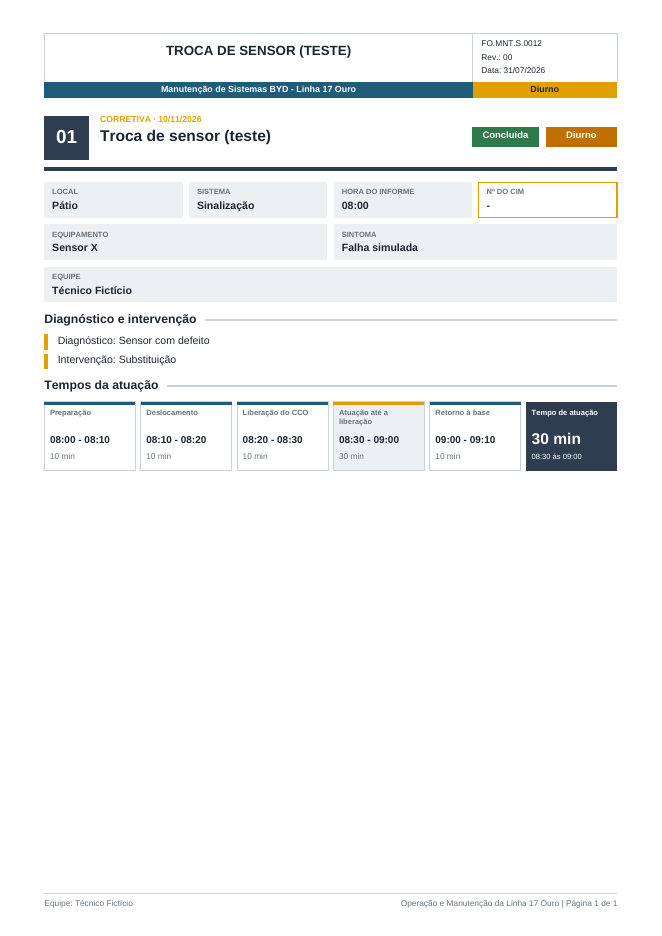 TROCA DE SENSOR (TESTE)
FO.MNT.S.0012
Rev.: 00
Data: 31/07/2026
Manutenção de Sistemas BYD - Linha 17 Ouro
Diurno
01
CORRETIVA · 10/11/2026
Troca de sensor (teste)
Concluída
Diurno
LOCAL
Pátio
SISTEMA
Sinalização
HORA DO INFORME
08:00
Nº DO CIM
-
EQUIPAMENTO
Sensor X
SINTOMA
Falha simulada
EQUIPE
Técnico Fictício
Diagnóstico e intervenção
Diagnóstico: Sensor com defeito
Intervenção: Substituição
Tempos da atuação
Preparação
08:00 - 08:10
10 min
Deslocamento
08:10 - 08:20
10 min
Liberação do CCO
08:20 - 08:30
10 min
Atuação até a
liberação
08:30 - 09:00
30 min
Retorno à base
09:00 - 09:10
10 min
Tempo de atuação
30 min
08:30 às 09:00
Equipe: Técnico Fictício
Operação e Manutenção da Linha 17 Ouro | Página 1 de 1